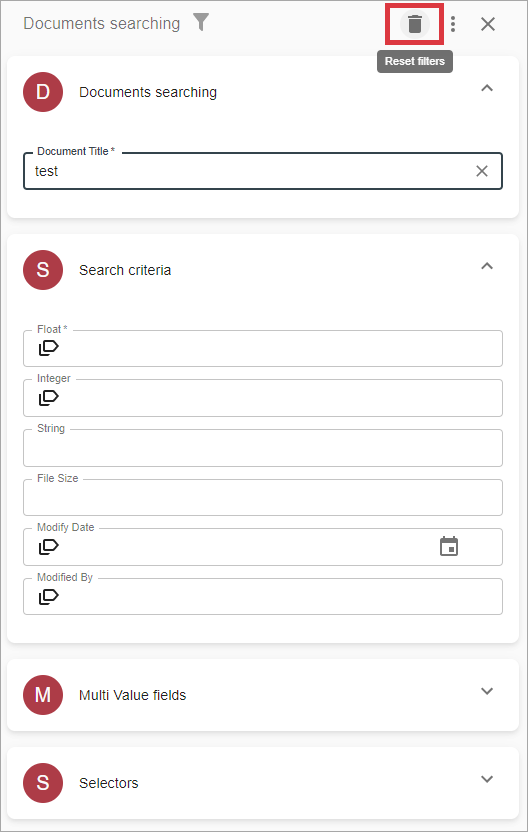 Documents searching
Reset filters
D
Documents searching
Document Title *
test
S
Search criteria
Float *
Integer
String
File Size
Modify Date
Modified By
M
Multi Value fields
S
Selectors